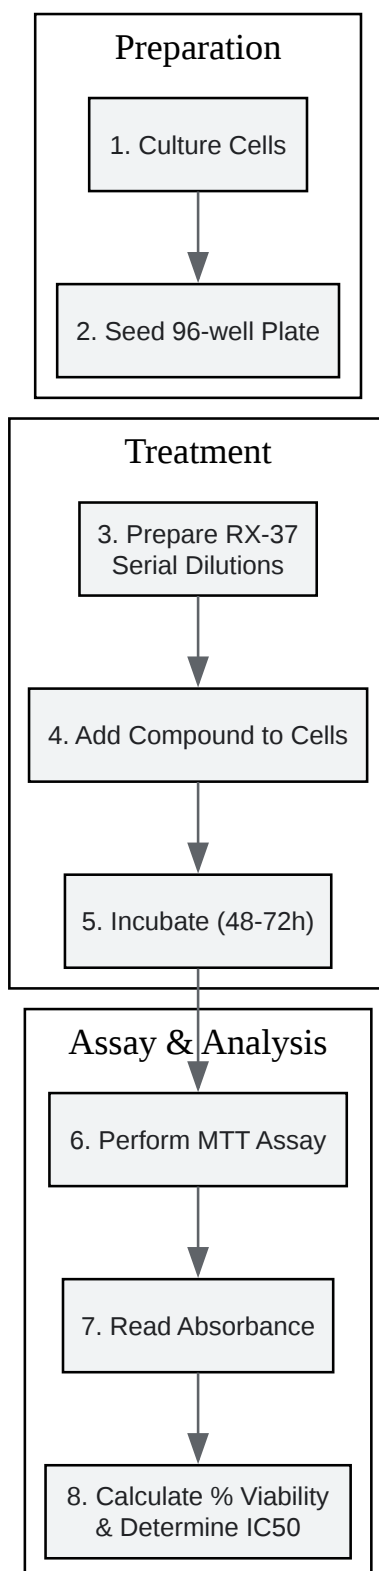 Preparation
1. Culture Cells
2. Seed 96-well Plate
Treatment
3. Prepare RX-37
Serial Dilutions
4. Add Compound to Cells
5. Incubate (48-72h)
Assay & Analysis
6. Perform MTT Assay
7. Read Absorbance
8. Calculate % Viability
& Determine IC50